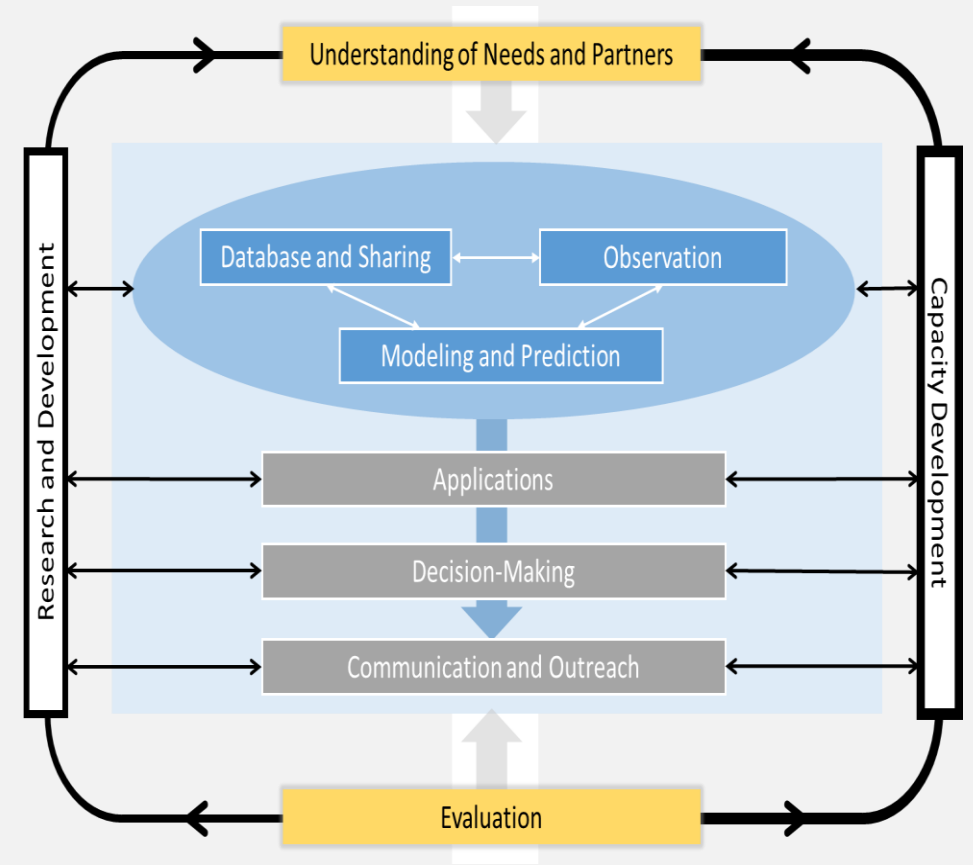 Understanding of Needs and Partners
Research and Development
Database and Sharing
Observation
Modeling and Prediction
Capacity Development
Applications
Decision-Making
Communication and Outreach
Evaluation